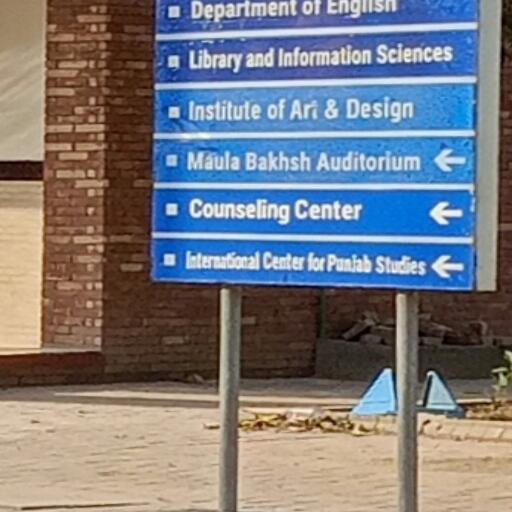 Department of English
Library and Information Sciences
Institute of Art & Design
Maula Bakhsh Auditorium ←
Counseling Center ←
International Center for Punjab Studies ←